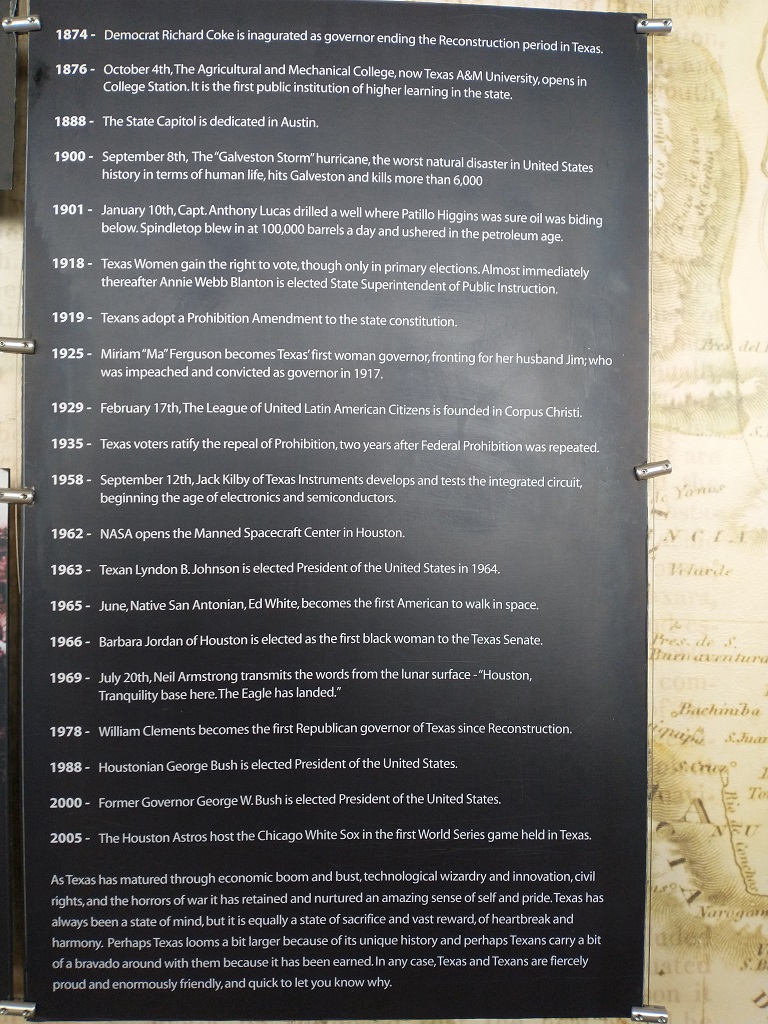 1874 - Democrat Richard Coke is inagurated as governor ending the Reconstruction period in Texas.
1876 - October 4th, The Agricultural and Mechanical College, now Texas A&M University, opens in
College Station. It is the first public institution of higher learning in the state.
1888 - The State Capitol is dedicated in Austin.
1900 - September 8th, The "Galveston Storm" hurricane, the worst natural disaster in United States
history in terms of human life, hits Galveston and kills more than 6,000
1901 - January 10th, Capt. Anthony Lucas drilled a well where Patillo Higgins was sure oil was biding
below. Spindletop blew in at 100,000 barrels a day and ushered in the petroleum age.
1918 - Texas Women gain the right to vote, though only in primary elections. Almost immediately
thereafter Annie Webb Blanton is elected State Superintendent of Public Instruction.
1919 - Texans adopt a Prohibition Amendment to the state constitution.
1925 - Miriam "Ma" Ferguson becomes Texas' first woman governor, fronting for her husband Jim; who
was impeached and convicted as governor in 1917.
1929 - February 17th, The League of United Latin American Citizens is founded in Corpus Christi.
1935 - Texas voters ratify the repeal of Prohibition, two years after Federal Prohibition was repeated.
1958 - September 12th, Jack Kilby of Texas Instruments develops and tests the integrated circuit,
beginning the age of electronics and semiconductors.
1962 - NASA opens the Manned Spacecraft Center in Houston.
1963 - Texan Lyndon B. Johnson is elected President of the United States in 1964.
1965 - June, Native San Antonian, Ed White, becomes the first American to walk in space.
1966 - Barbara Jordan of Houston is elected as the first black woman to the Texas Senate.
1969 - July 20th, Neil Armstrong transmits the words from the lunar surface - "Houston,
Tranquility base here. The Eagle has landed."
1978 - William Clements becomes the first Republican governor of Texas since Reconstruction.
1988 - Houstonian George Bush is elected President of the United States.
2000 - Former Governor George W. Bush is elected President of the United States.
2005 - The Houston Astros host the Chicago White Sox in the first World Series game held in Texas.
As Texas has matured through economic boom and bust, technological wizardry and innovation, civil
rights, and the horrors of war it has retained and nurtured an amazing sense of self and pride. Texas has
always been a state of mind, but it is equally a state of sacrifice and vast reward, of heartbreak and
harmony. Perhaps Texas looms a bit larger because of its unique history and perhaps Texans carry a bit
of a bravado around with them because it has been earned. In any case, Texas and Texans are fiercely
proud and enormously friendly, and quick to let you know why.
Pres. del
de Yanos
NCIA
Velarde
Pres. de S.
Buenaventura
Bachiniba
S. Juan
S. Cruz